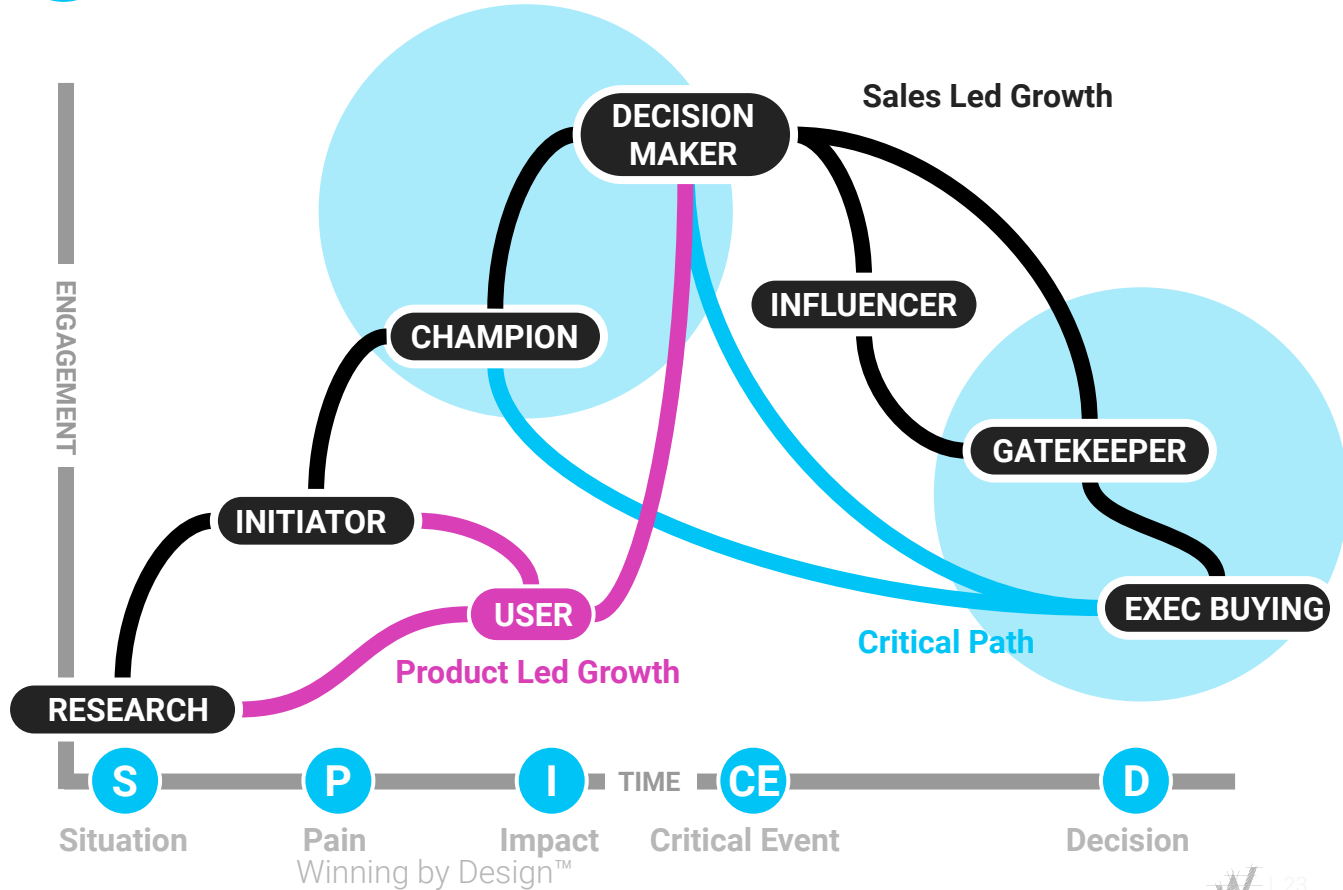 DECISION
MAKER
Sales Led Growth
INFLUENCER
ENGAGEMENT
CHAMPION
GATEKEEPER
INITIATOR
USER
EXEC BUYING
Critical Path
Product Led Growth
RESEARCH
S
P
I
TIME
CE
D
Situation
Pain
Impact
Critical Event
Decision
Winning by Design™
23